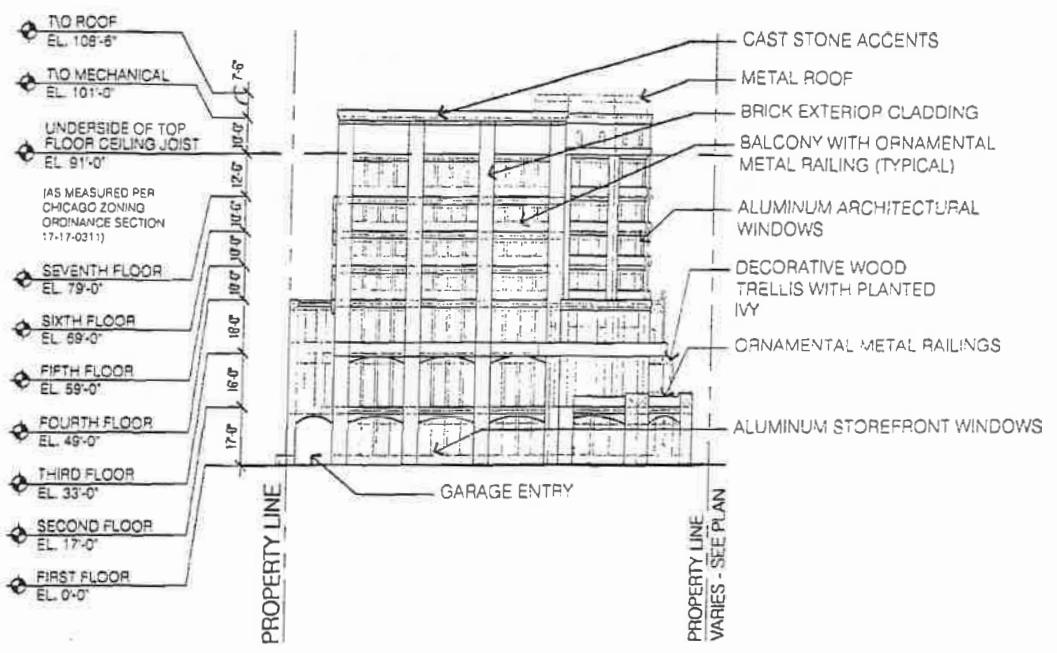 T\O ROOF
EL. 108'-6"
T\O MECHANICAL
EL. 101'-0"
UNDERSIDE OF TOP
FLOOR CEILING JOIST
EL. 91'-0"
(AS MEASURED PER
CHICAGO ZONING
ORDINANCE SECTION
17-17-0311)
SEVENTH FLOOR
EL. 79'-0"
SIXTH FLOOR
EL. 69'-0"
FIFTH FLOOR
EL. 59'-0"
FOURTH FLOOR
EL. 49'-0"
THIRD FLOOR
EL. 33'-0"
SECOND FLOOR
EL. 17'-0"
FIRST FLOOR
EL. 0'-0"
7'-6"
10'-0"
12'-0"
10'-0"
10'-0"
10'-0"
16'-0"
16'-0"
17'-0"
CAST STONE ACCENTS
METAL ROOF
BRICK EXTERIOR CLADDING
BALCONY WITH ORNAMENTAL
METAL RAILING (TYPICAL)
ALUMINUM ARCHITECTURAL
WINDOWS
DECORATIVE WOOD
TRELLIS WITH PLANTED
IVY
ORNAMENTAL METAL RAILINGS
ALUMINUM STOREFRONT WINDOWS
GARAGE ENTRY
PROPERTY LINE
PROPERTY LINE
VARIES - SEE PLAN